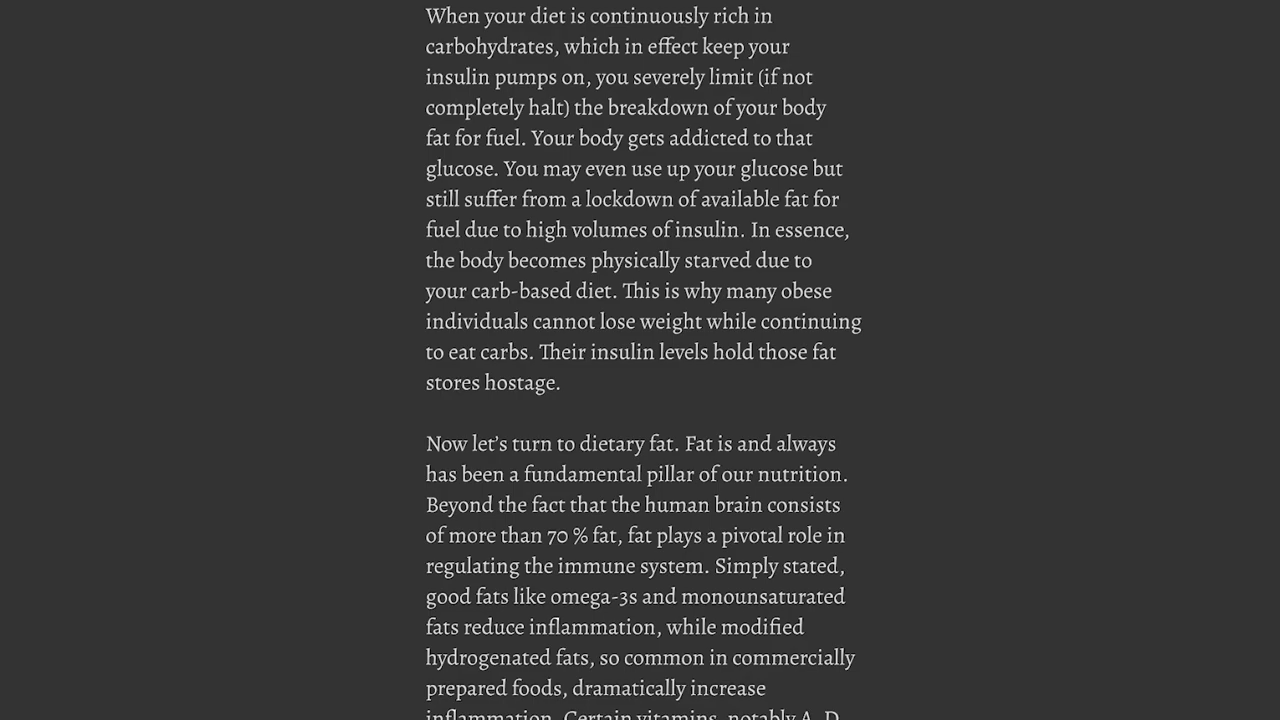 When your diet is continuously rich in
carbohydrates, which in effect keep your
insulin pumps on, you severely limit (if not
completely halt) the breakdown of your body
fat for fuel. Your body gets addicted to that
glucose. You may even use up your glucose but
still suffer from a lockdown of available fat for
fuel due to high volumes of insulin. In essence,
the body becomes physically starved due to
your carb-based diet. This is why many obese
individuals cannot lose weight while continuing
to eat carbs. Their insulin levels hold those fat
stores hostage.
Now let’s turn to dietary fat. Fat is and always
has been a fundamental pillar of our nutrition.
Beyond the fact that the human brain consists
of more than 70 % fat, fat plays a pivotal role in
regulating the immune system. Simply stated,
good fats like omega-3s and monounsaturated
fats reduce inflammation, while modified
hydrogenated fats, so common in commercially
prepared foods, dramatically increase
inflammation. Certain vitamins, notably A, D,